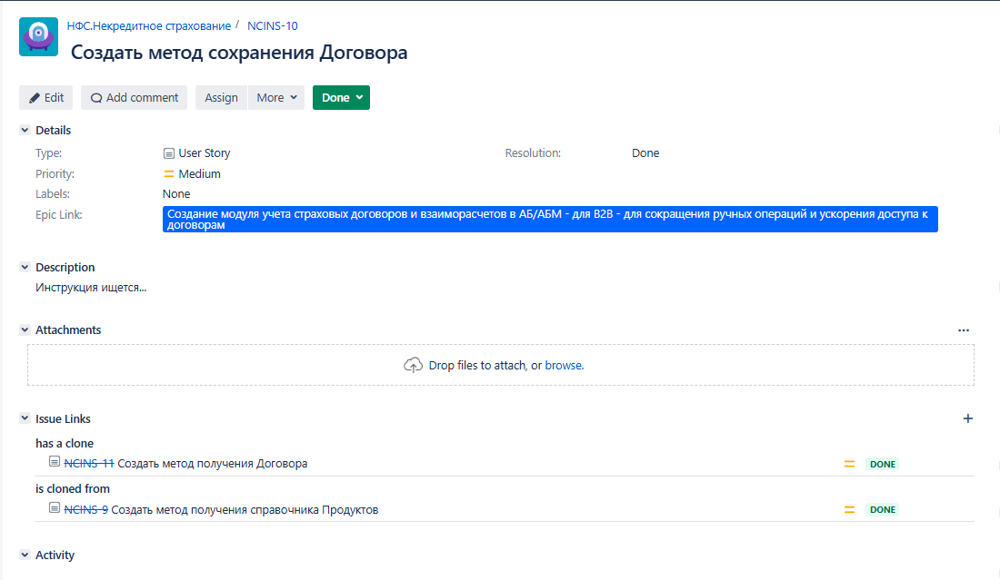 НФС.Некредитное страхование / NCINS-10
Создать метод сохранения Договора
Edit Add comment Assign More Done
Details
Type: User Story Resolution: Done
Priority: Medium
Labels: None
Epic Link: Создание модуля учета страховых договоров и взаиморасчетов в АБ/АБМ - для B2B - для сокращения ручных операций и ускорения доступа к
договорам
Description
Инструкция ищется...
Attachments
Drop files to attach, or browse.
Issue Links
has a clone
NCINS-11 Создать метод получения Договора DONE
is cloned from
NCINS-9 Создать метод получения справочника Продуктов DONE
Activity